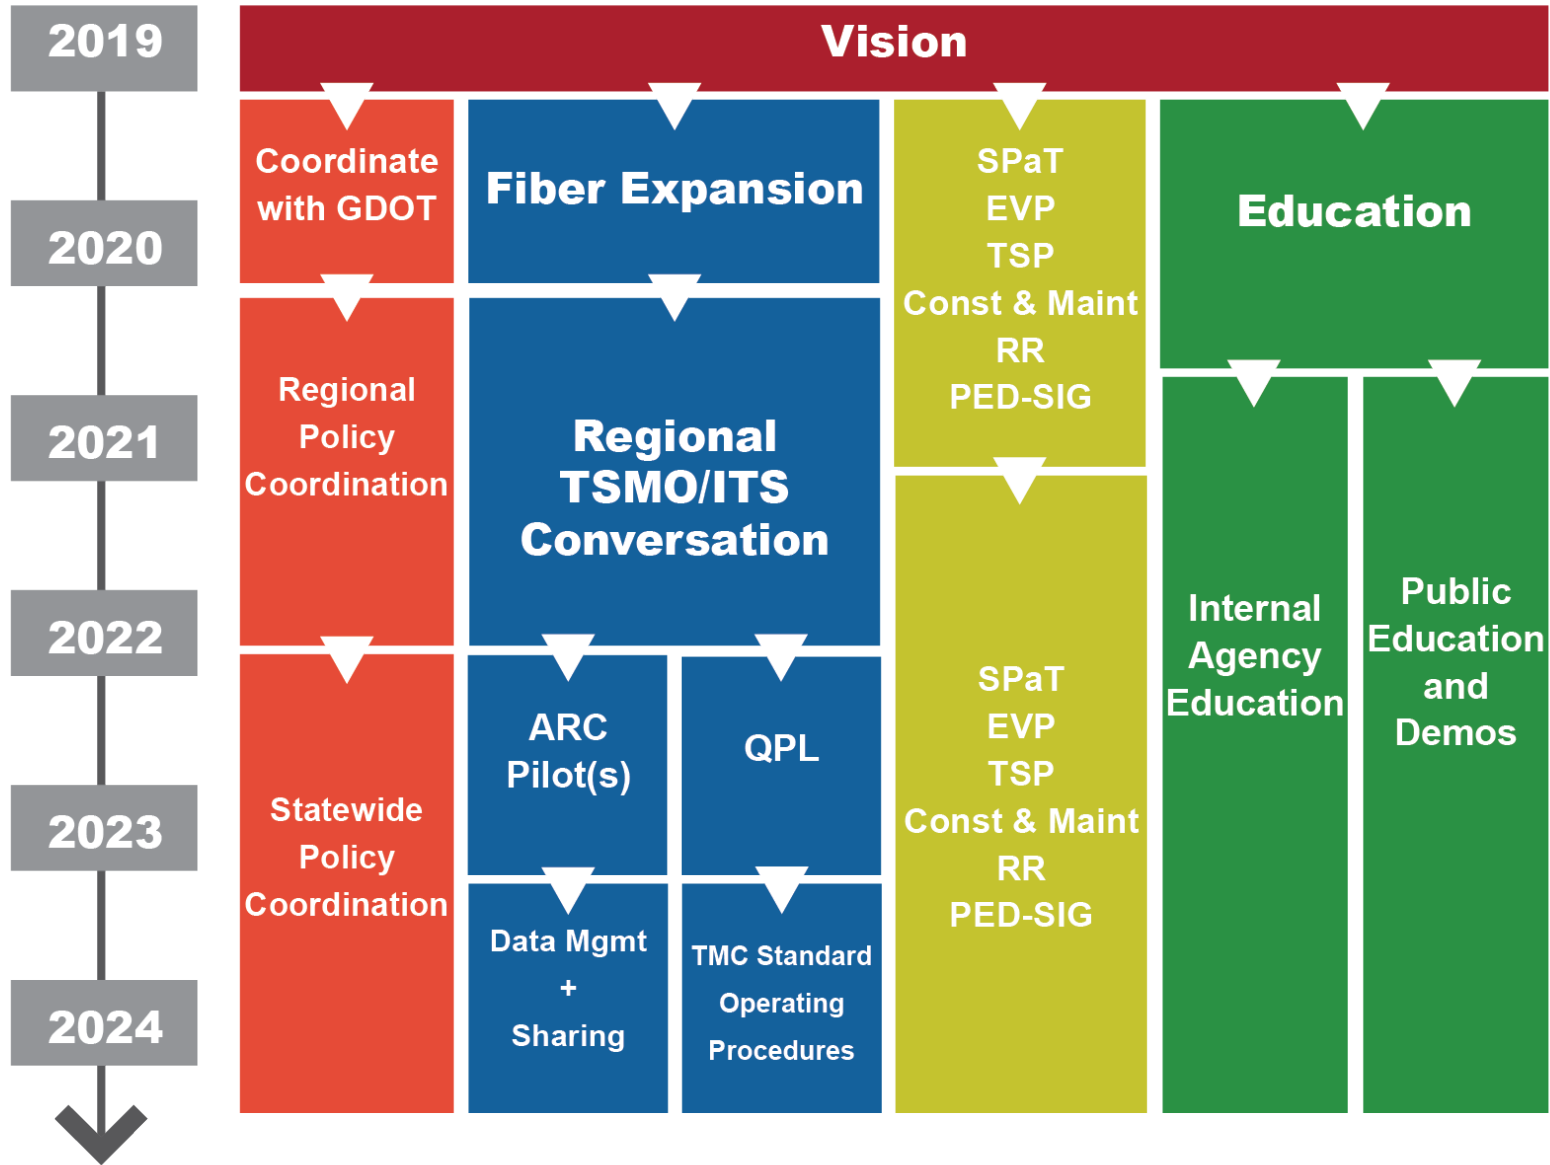 2019
2020
2021
2022
2023
2024
Vision
Coordinate
with GDOT
Regional
Policy
Coordination
Statewide
Policy
Coordination
Fiber Expansion
Regional
TSMO/ITS
Conversation
ARC
Pilot(s)
Data Mgmt
+
Sharing
QPL
TMC Standard
Operating
Procedures
SPaT
EVP
TSP
Const & Maint
RR
PED-SIG
SPaT
EVP
TSP
Const & Maint
RR
PED-SIG
Education
Internal
Agency
Education
Public
Education
and
Demos